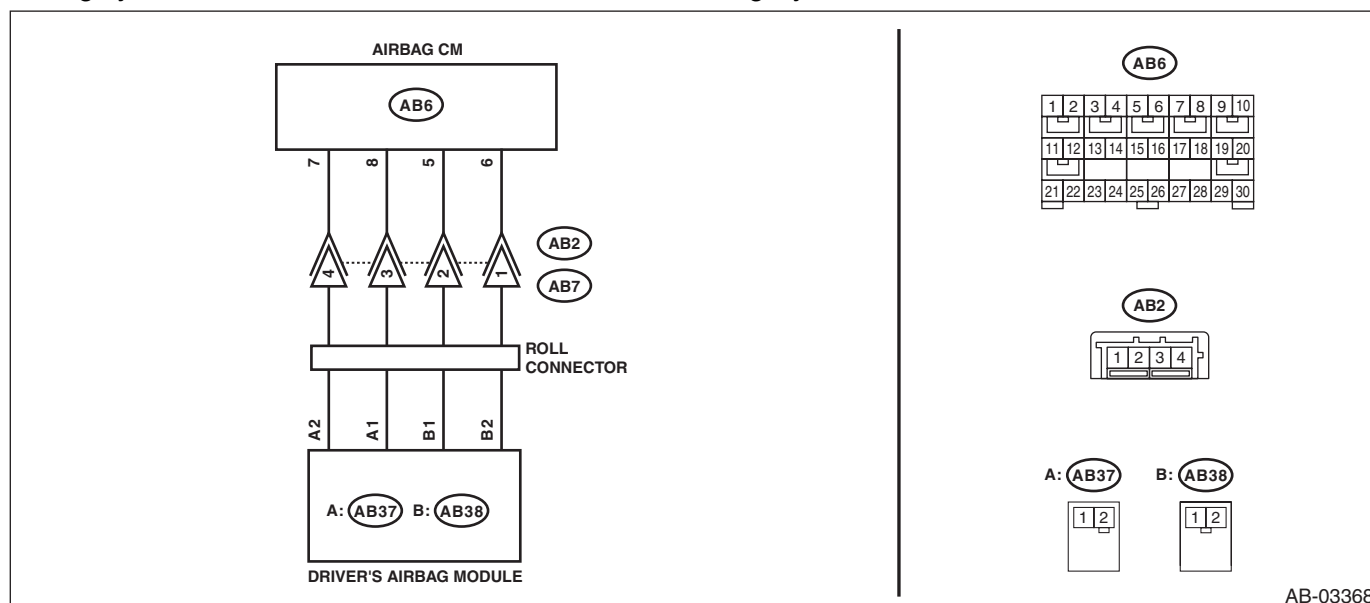 AIRBAG CM
AB6
7 8 5 6
4 3 2 1
AB2
AB7
ROLL
CONNECTOR
A2 A1 B1 B2
A: AB37 B: AB38
DRIVER'S AIRBAG MODULE
AB6
1 2 3 4 5 6 7 8 9 10
11 12 13 14 15 16 17 18 19 20
21 22 23 24 25 26 27 28 29 30
AB2
1 2 3 4
A: AB37 B: AB38
1 2 1 2
AB-03368